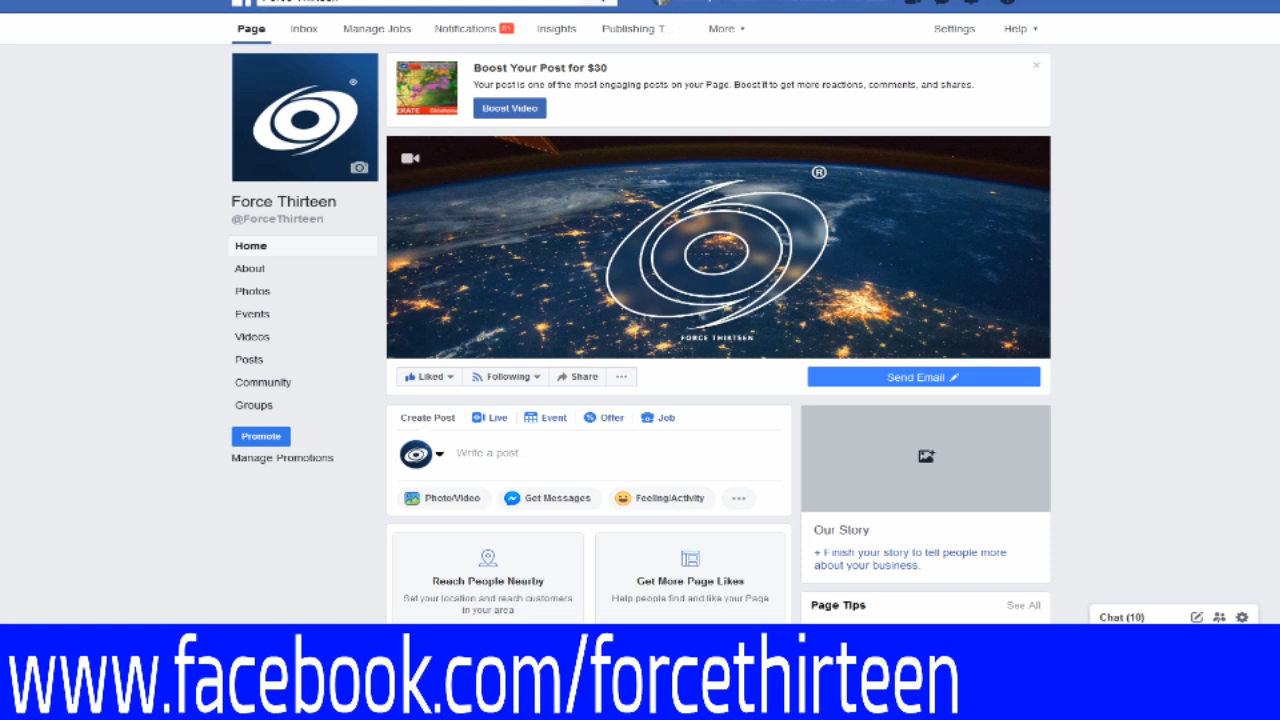 Page Inbox Manage Jobs Notifications 61 Insights Publishing T... More Settings Help
Boost Your Post for $30
Your post is one of the most engaging posts on your Page. Boost it to get more reactions, comments, and shares.
Boost Video
ERATE
®
Force Thirteen
@ForceThirteen
Home
About
Photos
Events
Videos
Posts
Community
Groups
Promote
Manage Promotions
®
FORCE THIRTEEN
Liked Following Share ...
Send Email
Create Post Live Event Offer Job
Write a post
Photo/Video Get Messages Feeling/Activity ...
Reach People Nearby
Set your location and reach customers
in your area
Get More Page Likes
Help people find and like your Page
Our Story
+ Finish your story to tell people more
about your business.
Page Tips See All
Chat (10)
www.facebook.com/forcethirteen